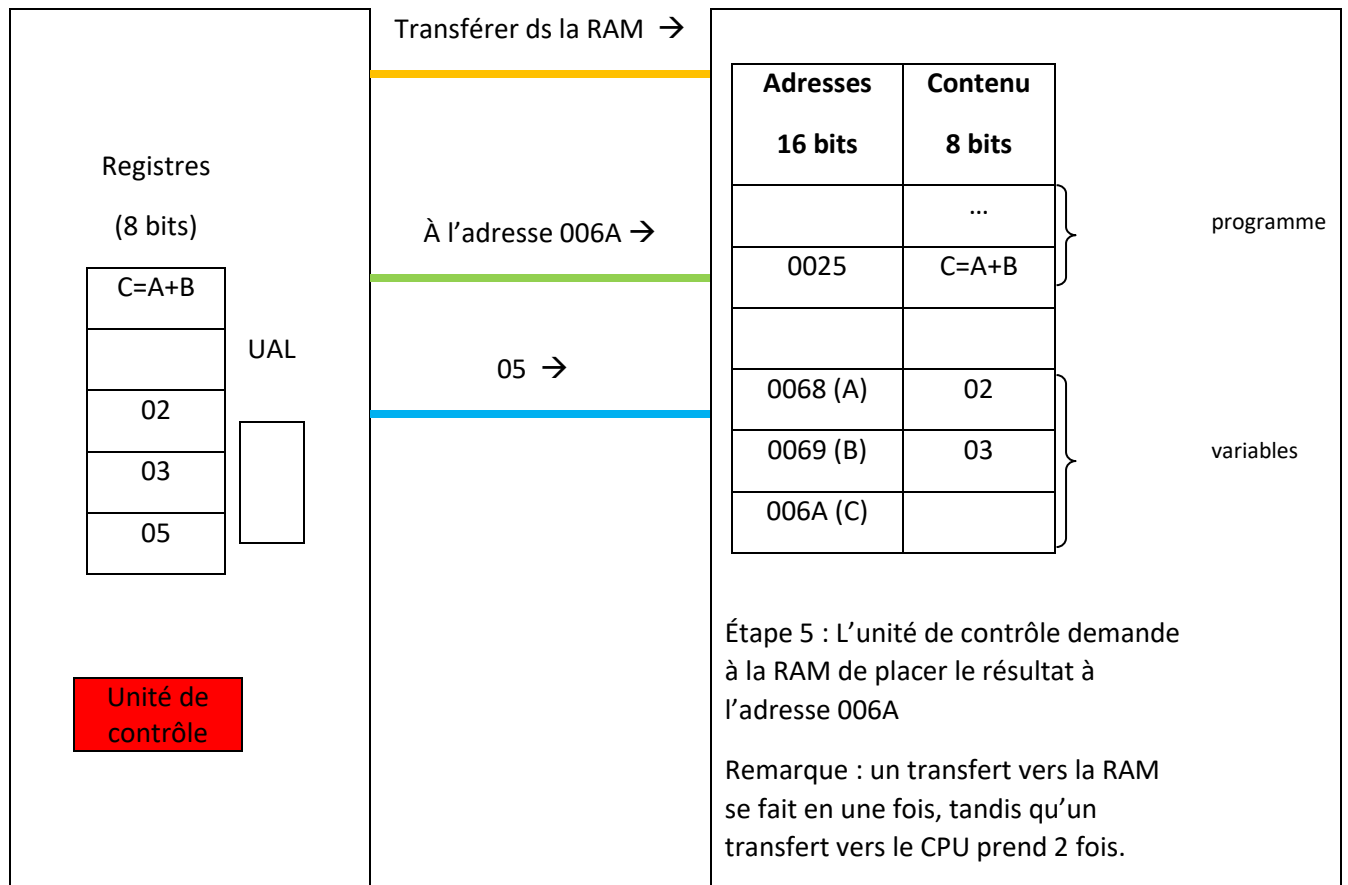 Transférer ds la RAM →
Adresses
16 bits
Contenu
8 bits
Registres
(8 bits)
À l’adresse 006A →
…
programme
0025
C=A+B
C=A+B
UAL
05 →
0068 (A)
02
02
0069 (B)
03
variables
03
006A (C)
05
Étape 5 : L’unité de contrôle demande
à la RAM de placer le résultat à
l’adresse 006A
Unité de
contrôle
Remarque : un transfert vers la RAM
se fait en une fois, tandis qu’un
transfert vers le CPU prend 2 fois.